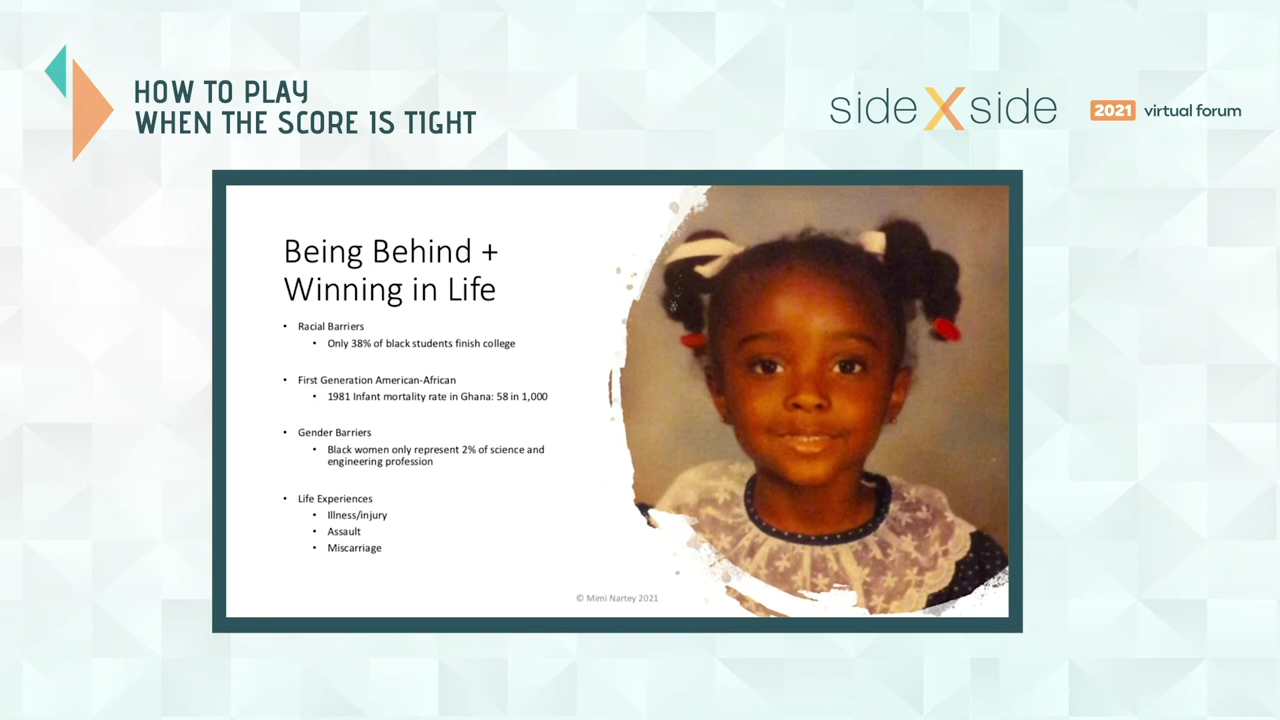 HOW TO PLAY
WHEN THE SCORE IS TIGHT
side X side
2021 virtual forum
Being Behind +
Winning in Life
• Racial Barriers
• Only 38% of black students finish college
• First Generation American-African
• 1981 Infant mortality rate in Ghana: 58 in 1,000
• Gender Barriers
• Black women only represent 2% of science and
engineering profession
• Life Experiences
• Illness/injury
• Assault
• Miscarriage
© Mimi Nartey 2021